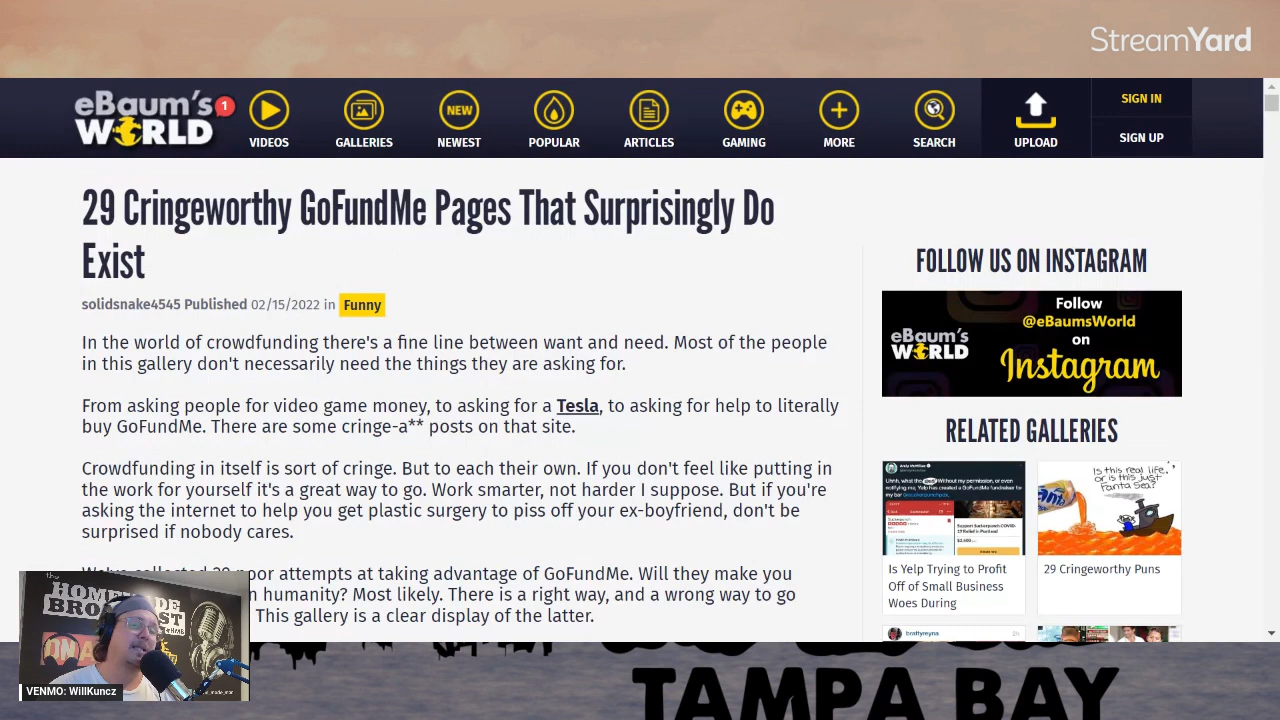 StreamYard
eBaum's
WORLD
1
VIDEOS
GALLERIES
NEW
NEWEST
POPULAR
ARTICLES
GAMING
MORE
SEARCH
UPLOAD
SIGN IN
SIGN UP
29 Cringeworthy GoFundMe Pages That Surprisingly Do
Exist
solidsnake4545 Published 02/15/2022 in Funny
In the world of crowdfunding there's a fine line between want and need. Most of the people
in this gallery don't necessarily need the things they are asking for.
From asking people for video game money, to asking for a Tesla, to asking for help to literally
buy GoFundMe. There are some cringe-a** posts on that site.
Crowdfunding in itself is sort of cringe. But to each their own. If you don't feel like putting in
the work for yourself it's a great way to go. Work smarter, not harder I suppose. But if you're
asking the internet to help you get plastic surgery to piss off your ex-boyfriend, don't be
surprised if nobody cares.
attempts at taking advantage of GoFundMe. Will they make you
humanity? Most likely. There is a right way, and a wrong way to go
This gallery is a clear display of the latter.
FOLLOW US ON INSTAGRAM
eBaum's
WORLD
Follow
@eBaumsWorld
on
Instagram
RELATED GALLERIES
Is Yelp Trying to Profit
Off of Small Business
Woes During
Is this real life,
or is this just
Fanta Sea?
29 Cringeworthy Puns
brattyreyna
the
VENMO: WillKuncz
TAMPA BAY